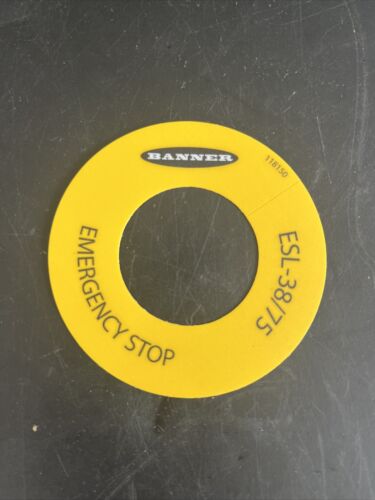 BANNER
118150
ESL-38/75
EMERGENCY STOP